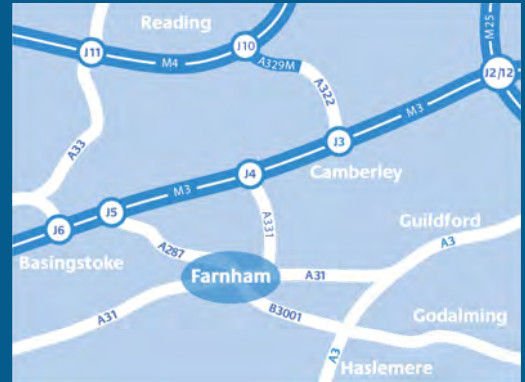 Reading
M25
J11
J10
M4
A329M
J2/12
A322
M3
A33
J3
J4
Camberley
M3
J5
A331
J6
Guildford
A3
A287
Basingstoke
Farnham
A31
A31
B3001
Godalming
A3
Haslemere